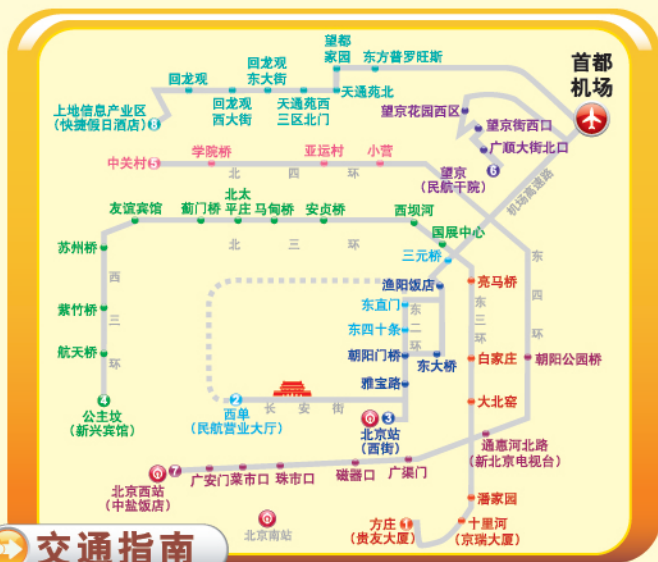 首都
机场
望都
家园
东方普罗旺斯
回龙观
东大街
回龙观
天通苑北
回龙观
西大街
天通苑西
三区北门
上地信息产业区
(快捷假日酒店)
8
望京花园西区
望京街西口
广顺大街北口
望京
6
(民航干院)
机场高速路
中关村
5
学院桥
亚运村
小营
北 四 环
友谊宾馆
蓟门桥
北太
平庄
马甸桥
安贞桥
西坝河
北 三 环
国展中心
三元桥
苏州桥
紫竹桥
航天桥
西三环
4
公主坟
(新兴宾馆)
渔阳饭店
东直门
东四十条
朝阳门桥
雅宝路
东二环
东大桥
亮马桥
东三环
白家庄
大北窑
东四环
朝阳公园桥
2
西单
(民航营业大厅)
长 安 街
3
北京站
(西街)
通惠河北路
(新北京电视台)
7
北京西站
(中盐饭店)
广安门
菜市口
珠市口
磁器口
广渠门
潘家园
北京南站
方庄
1
(贵友大厦)
十里河
(京瑞大厦)
交通指南